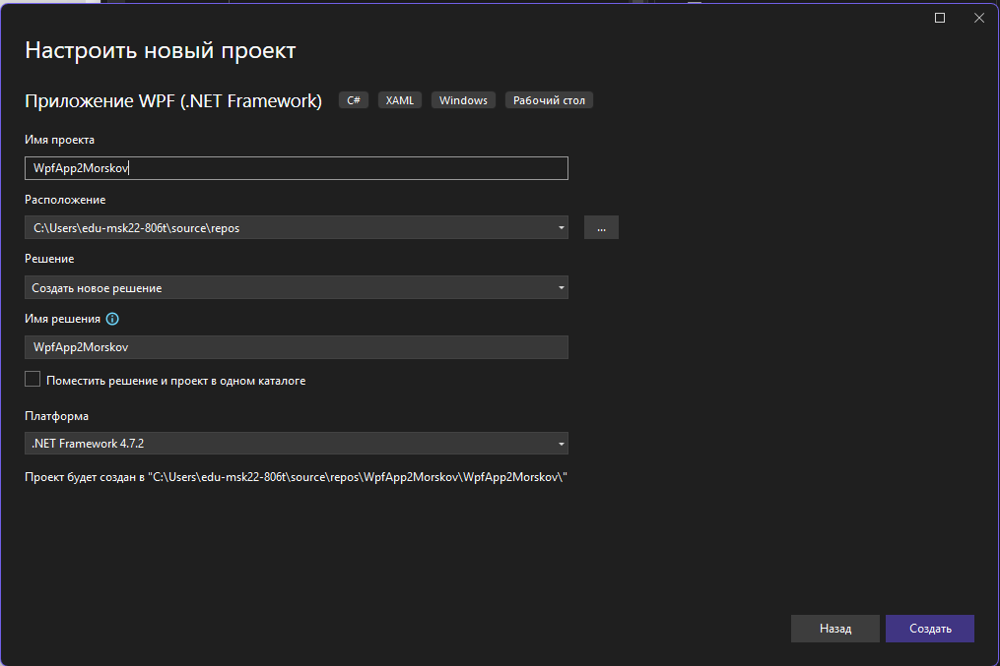 Настроить новый проект
Приложение WPF (.NET Framework) C# XAML Windows Рабочий стол
Имя проекта
WpfApp2Morskov
Расположение
C:\Users\edu-msk22-806t\source\repos ...
Решение
Создать новое решение
Имя решения
WpfApp2Morskov
Поместить решение и проект в одном каталоге
Платформа
.NET Framework 4.7.2
Проект будет создан в "C:\Users\edu-msk22-806t\source\repos\WpfApp2Morskov\WpfApp2Morskov\"
Назад Создать